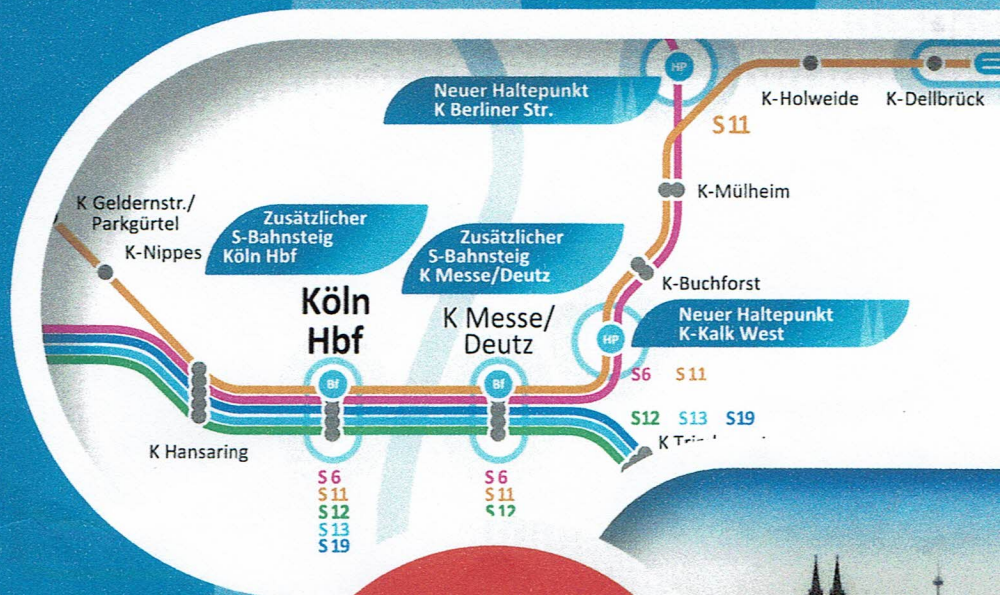 HP
Neuer Haltepunkt
K Berliner Str.
K-Holweide
K-Dellbrück
S 11
K-Mülheim
K Geldernstr./
Parkgürtel
K-Nippes
Zusätzlicher
S-Bahnsteig
Köln Hbf
Zusätzlicher
S-Bahnsteig
K Messe/Deutz
K-Buchforst
Köln
Hbf
K Messe/
Deutz
HP
Neuer Haltepunkt
K-Kalk West
S6 S 11
Bf
Bf
S12 S13 S19
K Hansaring
S 6
S 11
S 12
S 13
S 19
S 6
S 11
S 12